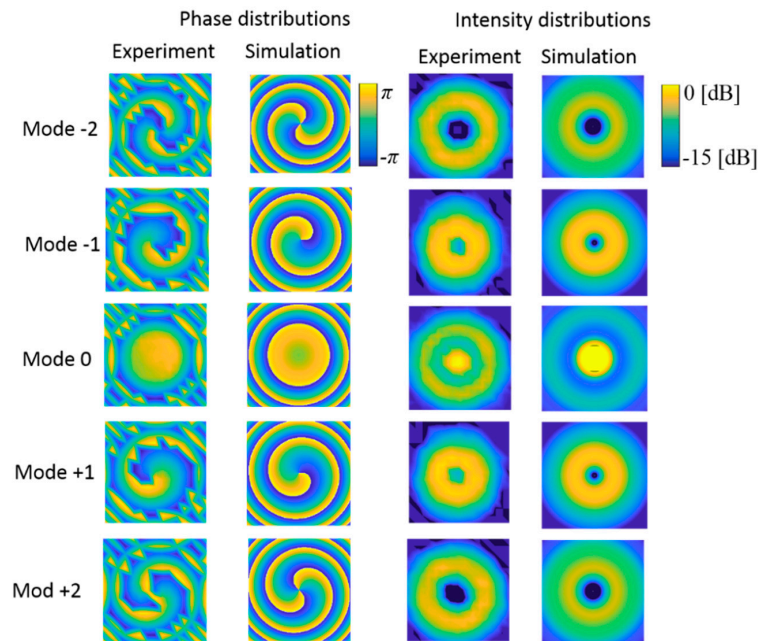 Phase distributions Intensity distributions
Experiment Simulation Experiment Simulation
Mode -2
π
-π
0 [dB]
-15 [dB]
Mode -1
Mode 0
Mode +1
Mod +2